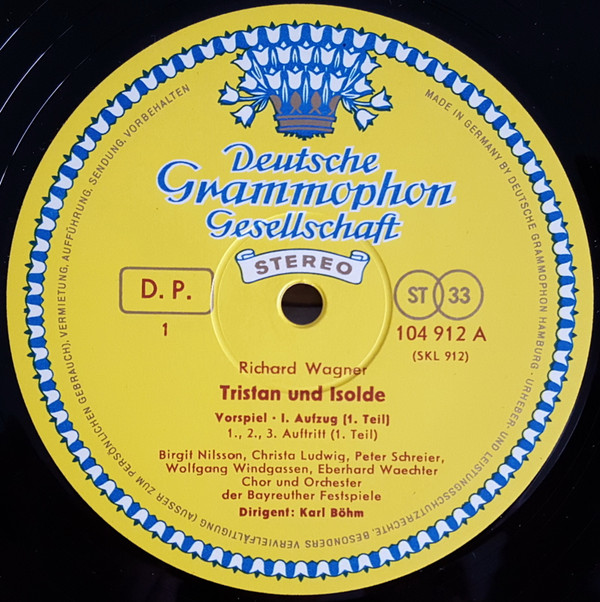 Deutsche
Grammophon
Gesellschaft
STEREO
D. P.
1
ST 33
104 912 A
(SKL 912)
Richard Wagner
Tristan und Isolde
Vorspiel · I. Aufzug (1. Teil)
1., 2., 3. Auftritt (1. Teil)
Birgit Nilsson, Christa Ludwig, Peter Schreier,
Wolfgang Windgassen, Eberhard Waechter
Chor und Orchester
der Bayreuther Festspiele
Dirigent: Karl Böhm
MADE IN GERMANY BY DEUTSCHE GRAMMOPHON HAMBURG · URHEBER- UND LEISTUNGSSCHUTZRECHTE, BESONDERS VERVIELFÄLTIGUNG (AUSSER ZUM PERSÖNLICHEN GEBRAUCH), VERMIETUNG, AUFFÜHRUNG, SENDUNG, VORBEHALTEN